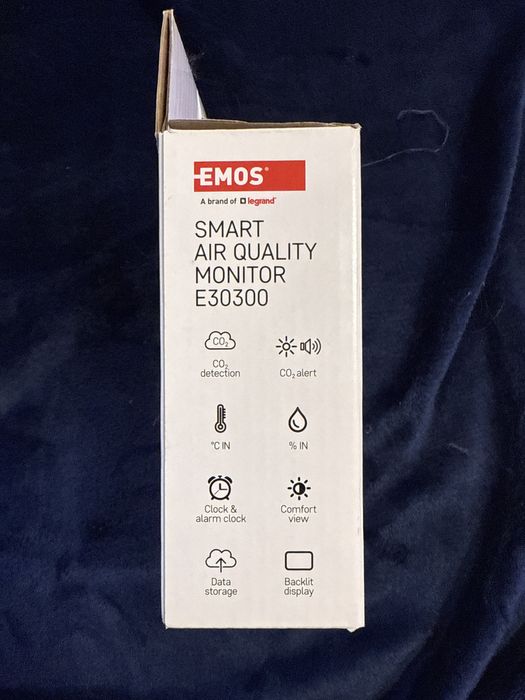 EMOS®
A brand of legrand®
SMART
AIR QUALITY
MONITOR
E30300
CO₂
CO₂
detection
CO₂ alert
°C IN
% IN
Clock &
alarm clock
Comfort
view
Data
storage
Backlit
display